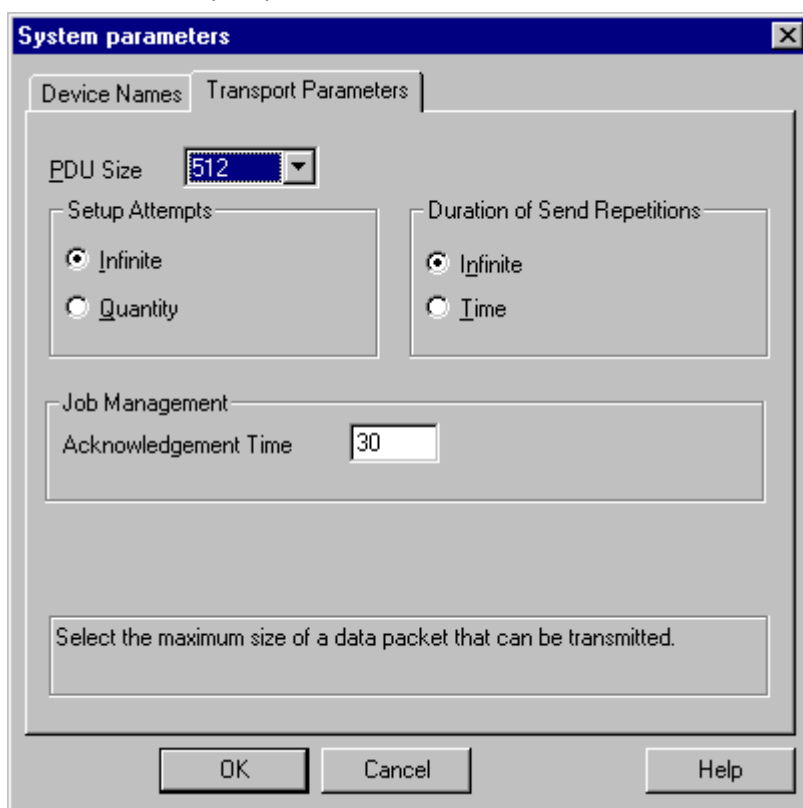 System parameters
Device Names
Transport Parameters
PDU Size 512
Setup Attempts
Infinite
Quantity
Duration of Send Repetitions
Infinite
Time
Job Management
Acknowledgement Time 30
Select the maximum size of a data packet that can be transmitted.
OK
Cancel
Help